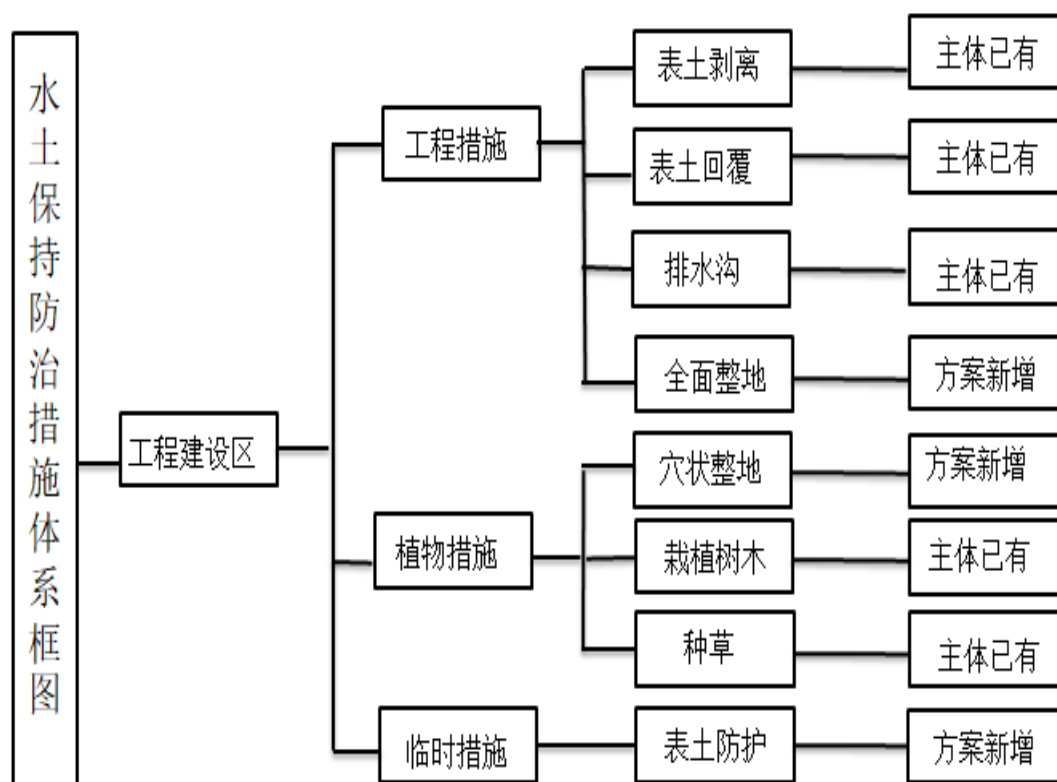 水土保持防治措施体系框图
工程建设区
工程措施
表土剥离
主体已有
表土回覆
主体已有
排水沟
主体已有
全面整地
方案新增
植物措施
穴状整地
方案新增
栽植树木
主体已有
种草
主体已有
临时措施
表土防护
方案新增